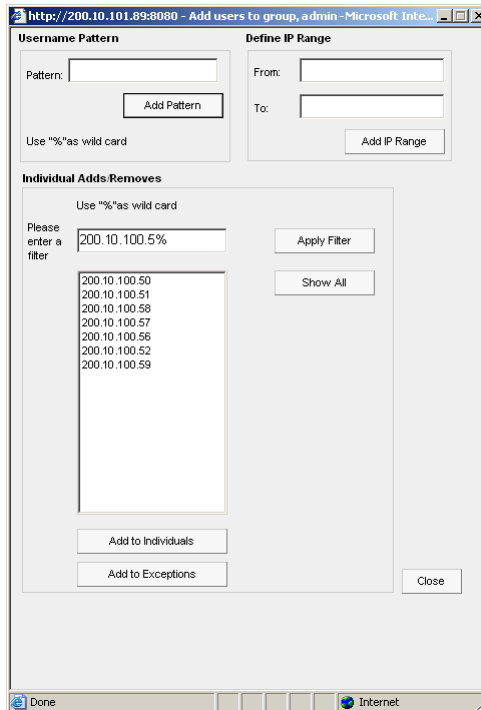 http://200.10.101.89:8080 - Add users to group, admin - Microsoft Inte...
Username Pattern
Pattern:
Add Pattern
Use "%"as wild card
Define IP Range
From:
To:
Add IP Range
Individual Adds/Removes
Use "%"as wild card
Please
enter a
filter
200.10.100.5%
Apply Filter
Show All
200.10.100.50
200.10.100.51
200.10.100.58
200.10.100.57
200.10.100.56
200.10.100.52
200.10.100.59
Add to Individuals
Add to Exceptions
Close
Done
Internet